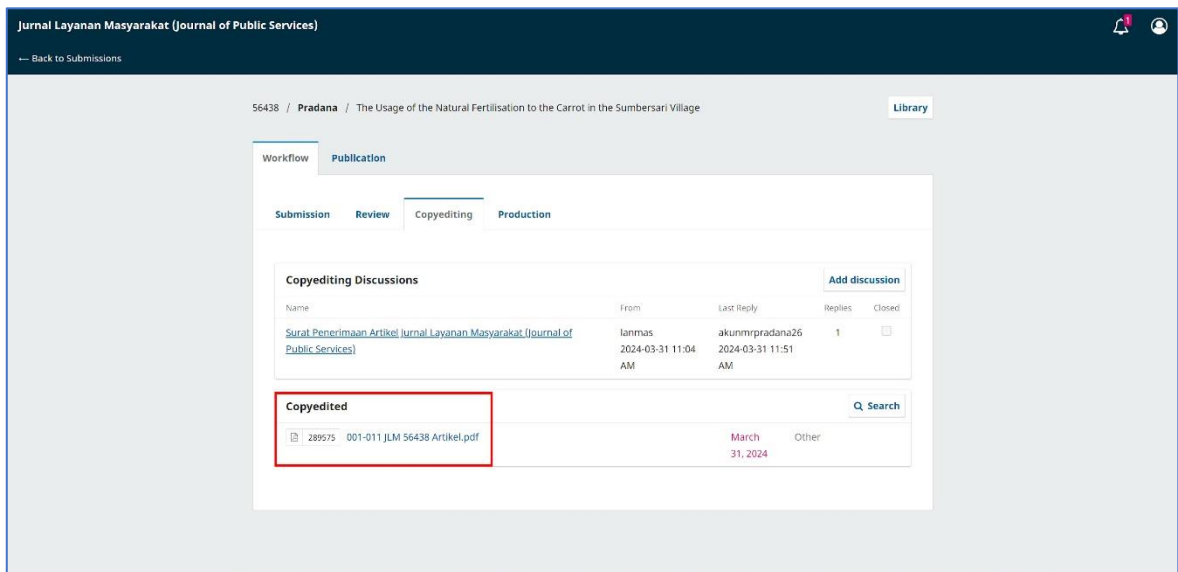 Jurnal Layanan Masyarakat (Journal of Public Services)
1
← Back to Submissions
56438 / Pradana / The Usage of the Natural Fertilisation to the Carrot in the Sumbersari Village
Library
Workflow Publication
Submission Review Copyediting Production
Copyediting Discussions
Add discussion
Name From Last Reply Replies Closed
Surat Penerimaan Artikel Jurnal Layanan Masyarakat (Journal of
Public Services)
lanmas
2024-03-31 11:04
AM
akunmrpradana26
2024-03-31 11:51
AM
1
Copyedited
Search
289575 001-011 JLM 56438 Artikel.pdf
March
31, 2024
Other